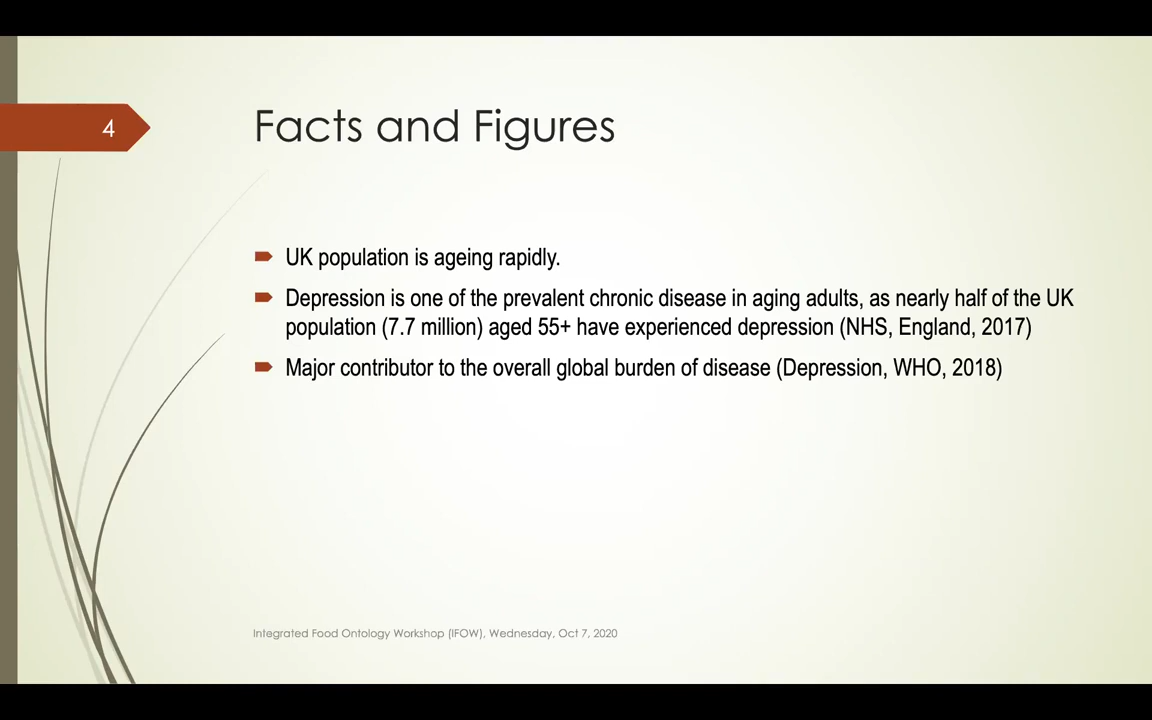 4
Facts and Figures
UK population is ageing rapidly.
Depression is one of the prevalent chronic disease in aging adults, as nearly half of the UK
population (7.7 million) aged 55+ have experienced depression (NHS, England, 2017)
Major contributor to the overall global burden of disease (Depression, WHO, 2018)
Integrated Food Ontology Workshop (IFOW), Wednesday, Oct 7, 2020